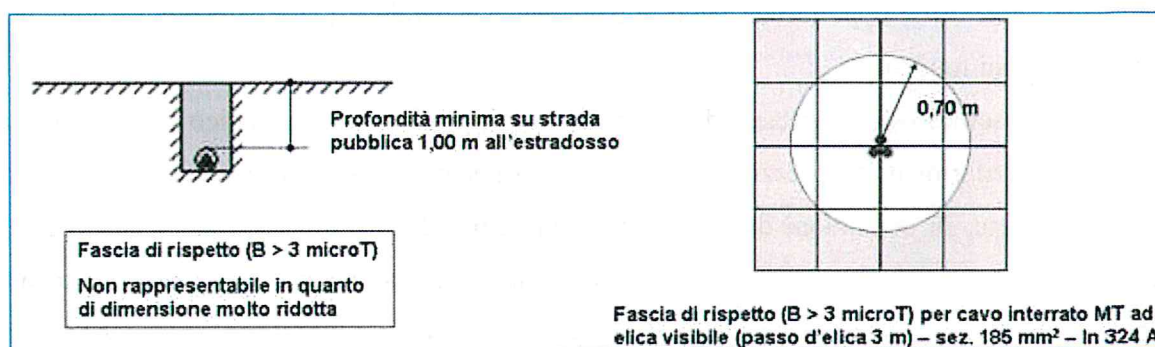 Profondità minima su strada
pubblica 1,00 m all'estradosso
Fascia di rispetto (B > 3 microT)
Non rappresentabile in quanto
di dimensione molto ridotta
0,70 m
Fascia di rispetto (B > 3 microT) per cavo interrato MT ad
elica visibile (passo d'elica 3 m) – sez. 185 mm² – In 324 A